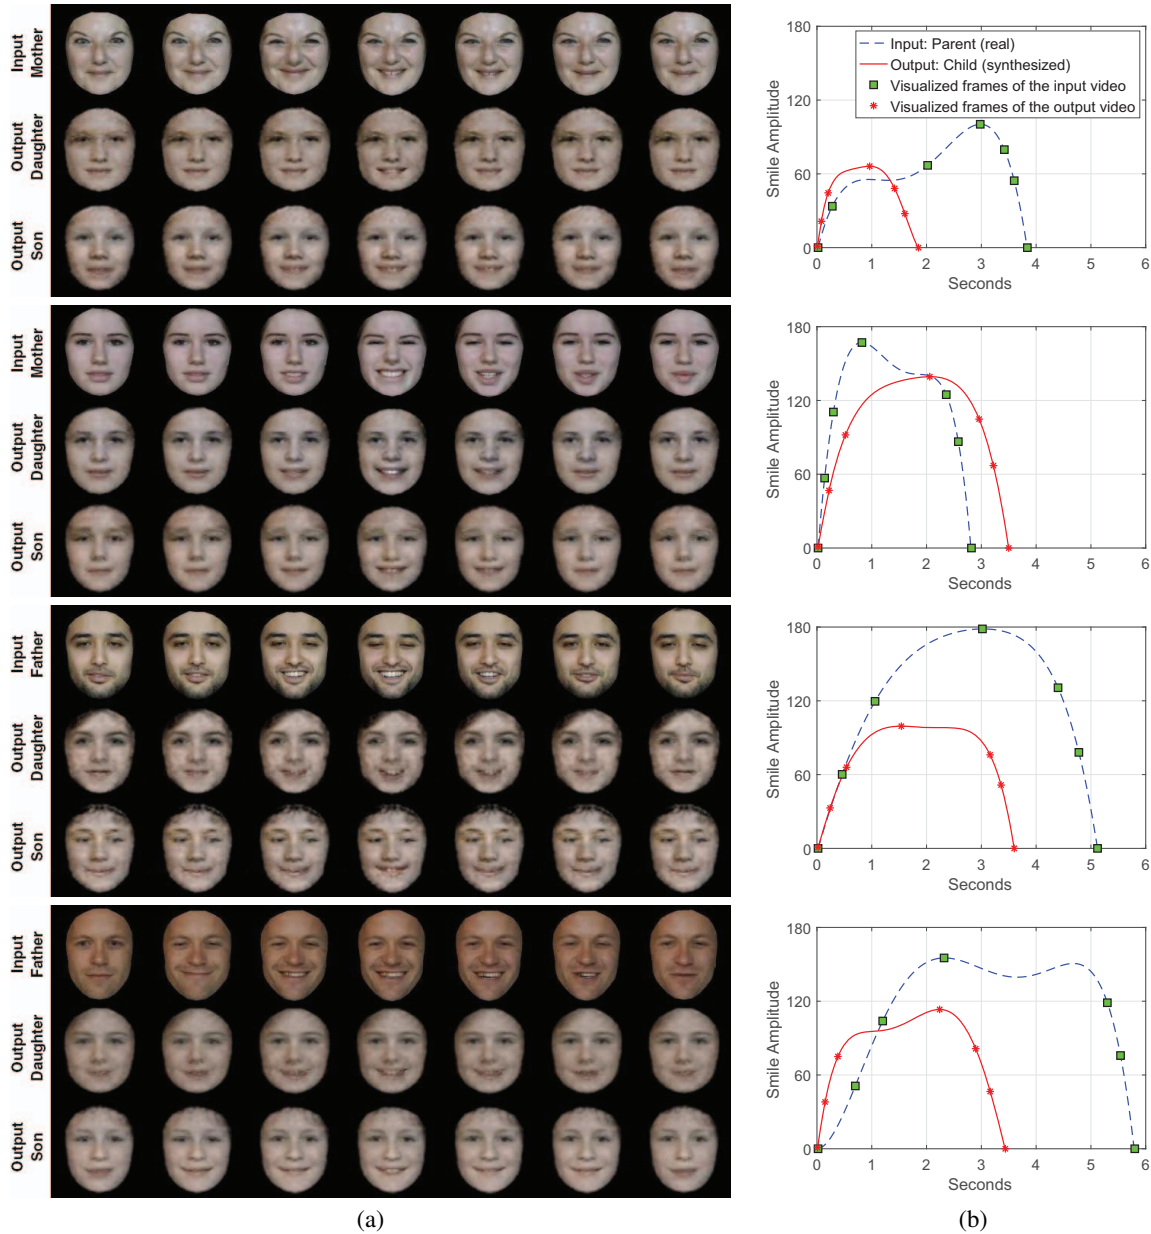 Input
Mother
Output
Daughter
Output
Son
Input
Mother
Output
Daughter
Output
Son
Input
Father
Output
Daughter
Output
Son
Input
Father
Output
Daughter
Output
Son
(a)
180
120
60
0
Smile Amplitude
Input: Parent (real)
Output: Child (synthesized)
Visualized frames of the input video
Visualized frames of the output video
0 1 2 3 4 5 6
Seconds
180
120
60
0
Smile Amplitude
0 1 2 3 4 5 6
Seconds
180
120
60
0
Smile Amplitude
0 1 2 3 4 5 6
Seconds
180
120
60
0
Smile Amplitude
0 1 2 3 4 5 6
Seconds
(b)